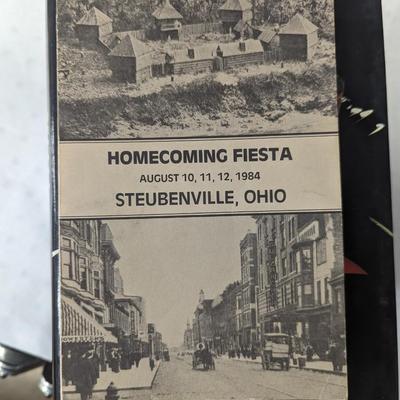 HOMECOMING FIESTA
AUGUST 10, 11, 12, 1984
STEUBENVILLE, OHIO